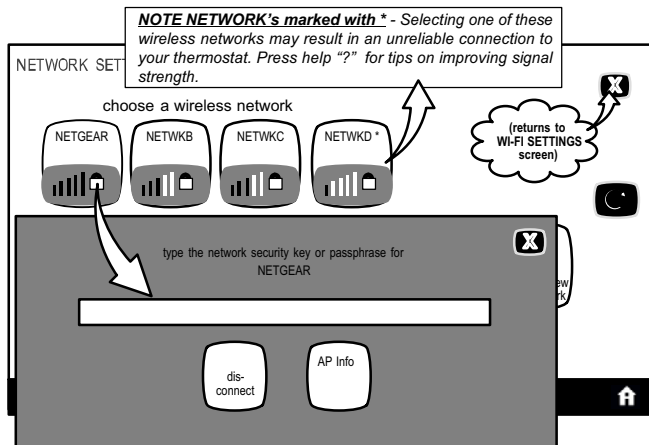 NOTE NETWORK's marked with * - Selecting one of these
wireless networks may result in an unreliable connection to
your thermostat. Press help “?” for tips on improving signal
strength.
NETWORK SETT
X
choose a wireless network
(returns to
WI-FI SETTINGS
screen)
NETGEAR
NETWKB
NETWKC
NETWKD *
X
type the network security key or passphrase for
NETGEAR
ew
rk
dis-
connect
AP Info